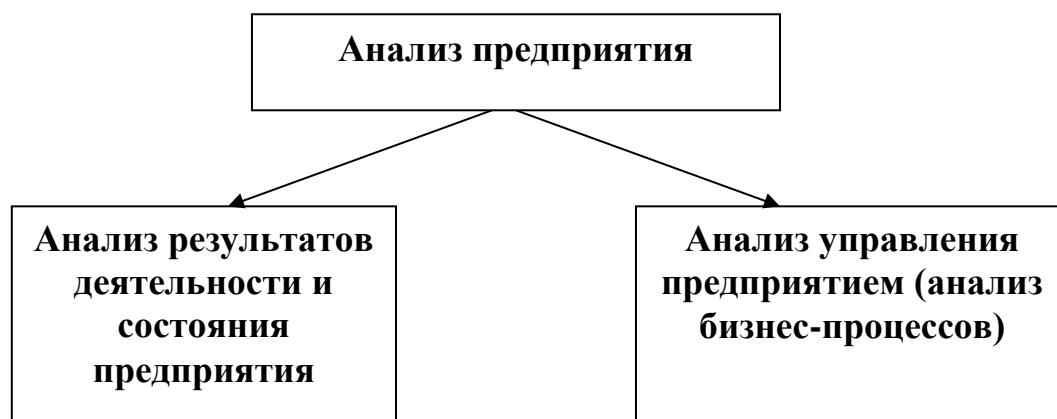 Анализ предприятия
Анализ результатов
деятельности и
состояния
предприятия
Анализ управления
предприятием (анализ
бизнес-процессов)